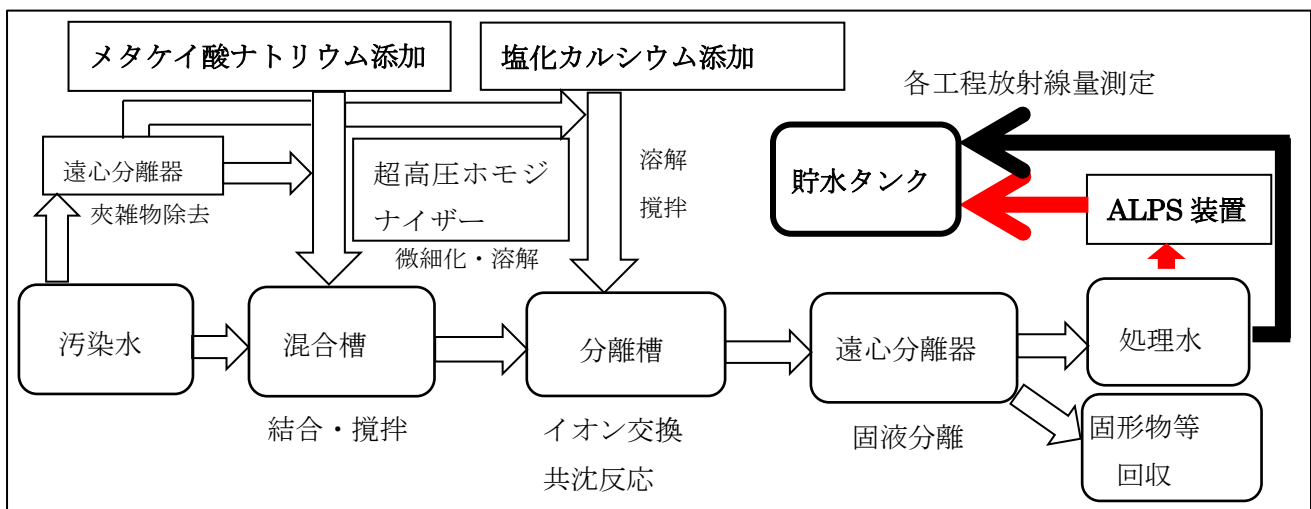 メタケイ酸ナトリウム添加
塩化カルシウム添加
各工程放射線量測定
遠心分離器
夾雑物除去
超高圧ホモジ
ナイザー
微細化・溶解
溶解
撹拌
貯水タンク
ALPS 装置
汚染水
混合槽
分離槽
遠心分離器
処理水
結合・撹拌
イオン交換
共沈反応
固液分離
固形物等
回収